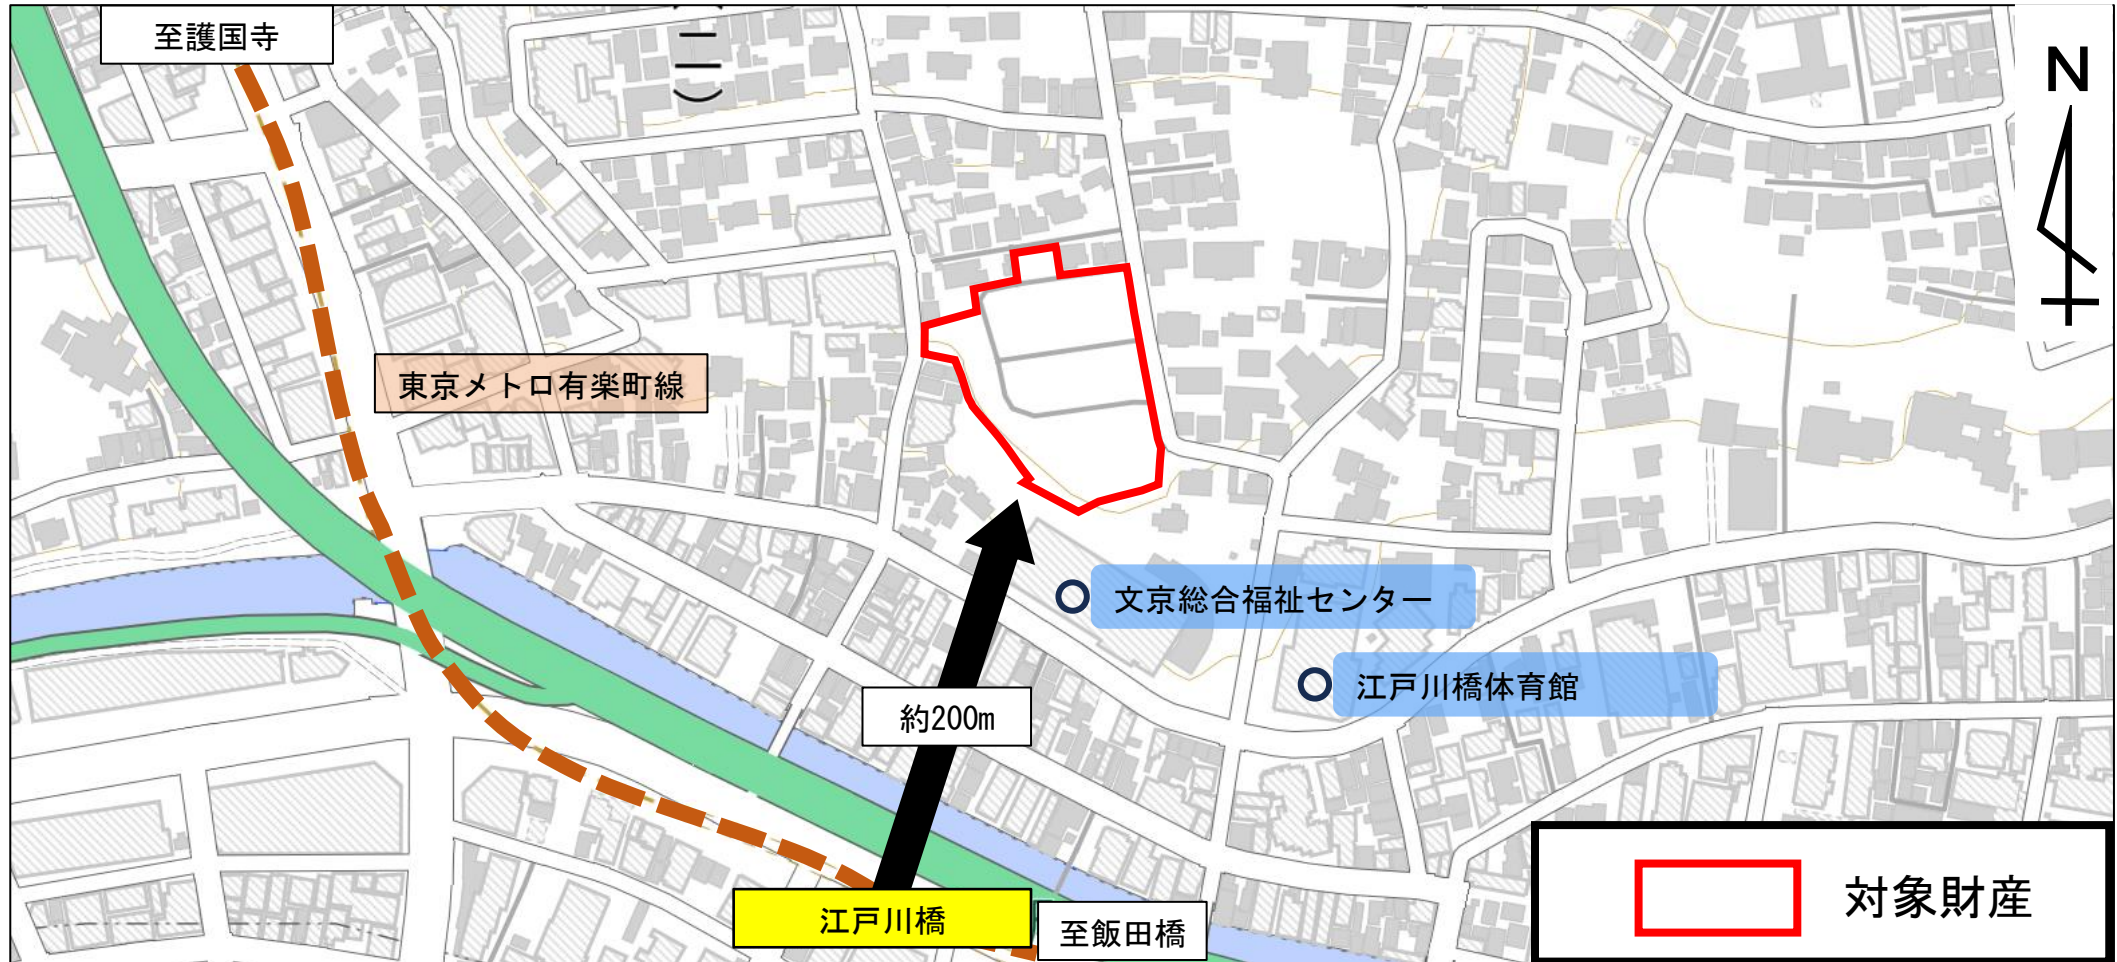 至護国寺
二)
N
東京メトロ有楽町線
文京総合福祉センター
江戸川橋体育館
約200m
江戸川橋
至飯田橋
対象財産